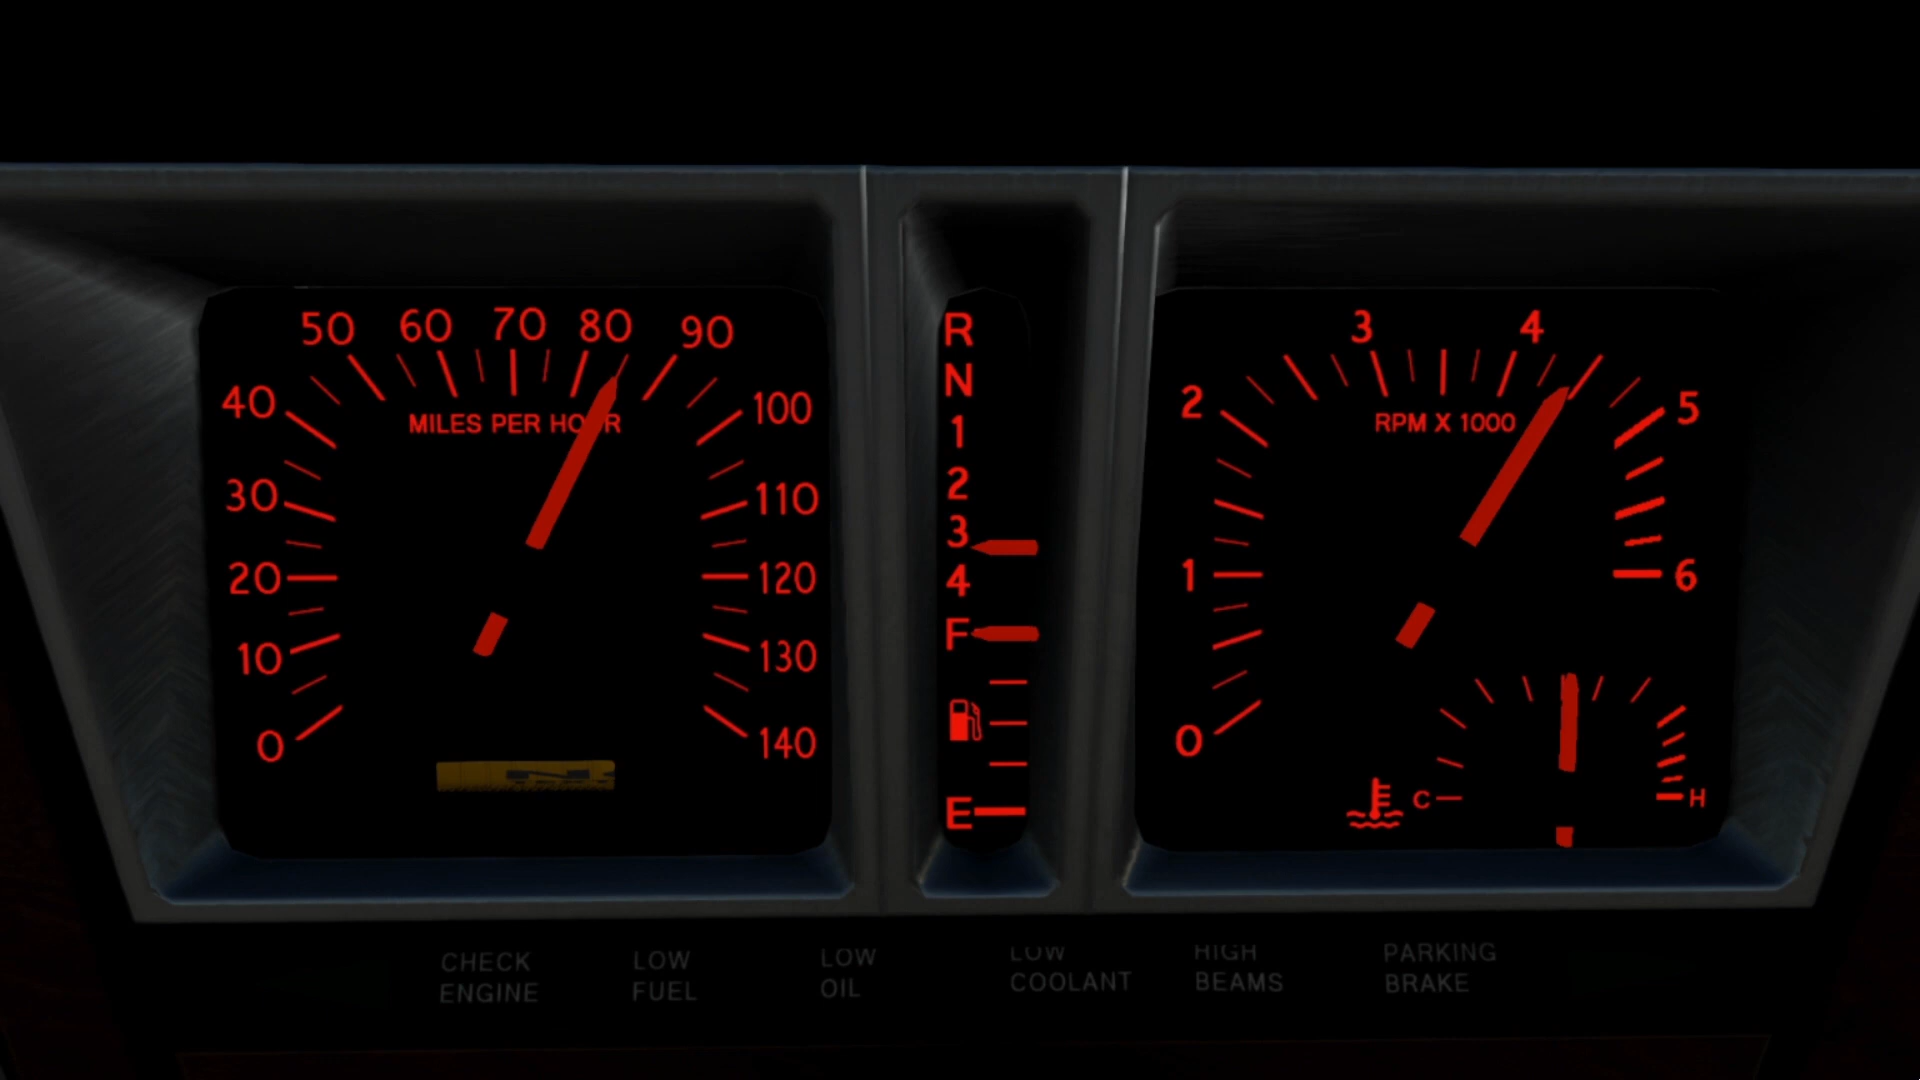 50 60 70 80 90
40 100
MILES PER HOUR
30 110
20 120
10 130
0 140
R
N
1
2
3
4
F
E
3 4
2 5
RPM X 1000
1 6
0
C H
CHECK ENGINE
LOW FUEL
LOW OIL
LOW COOLANT
HIGH BEAMS
PARKING BRAKE